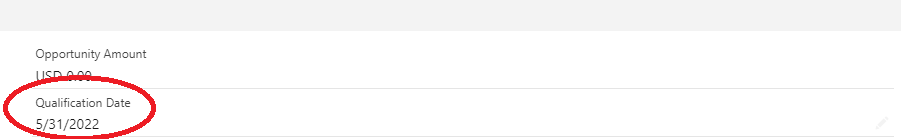 Opportunity Amount
USD 0.00
Qualification Date
5/31/2022